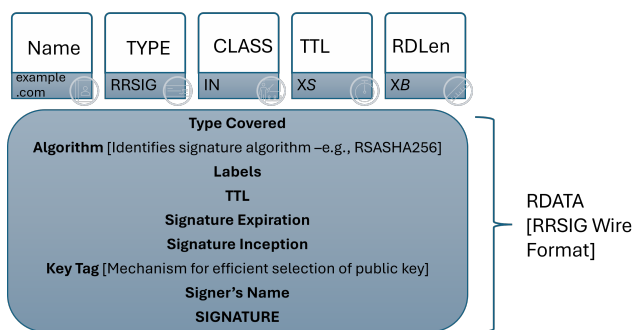 Name TYPE CLASS TTL RDLen
example
.com RRSIG IN XS XB
Type Covered
Algorithm [Identifies signature algorithm –e.g., RSASHA256]
Labels
TTL
Signature Expiration
Signature Inception
Key Tag [Mechanism for efficient selection of public key]
Signer’s Name
SIGNATURE
RDATA
[RRSIG Wire
Format]